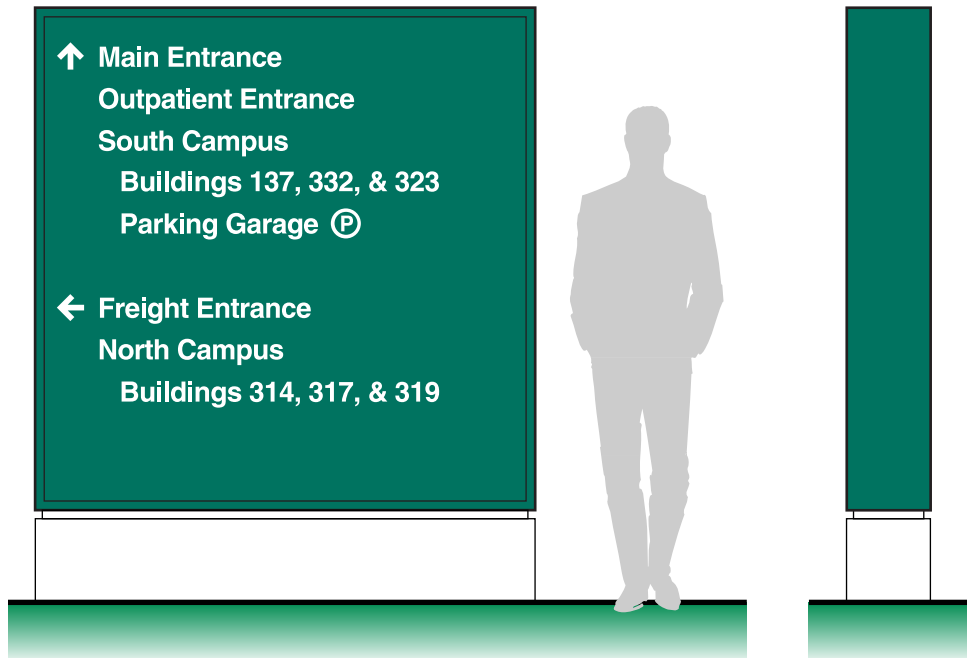 ↑ Main Entrance
Outpatient Entrance
South Campus
Buildings 137, 332, & 323
Parking Garage Ⓟ
← Freight Entrance
North Campus
Buildings 314, 317, & 319